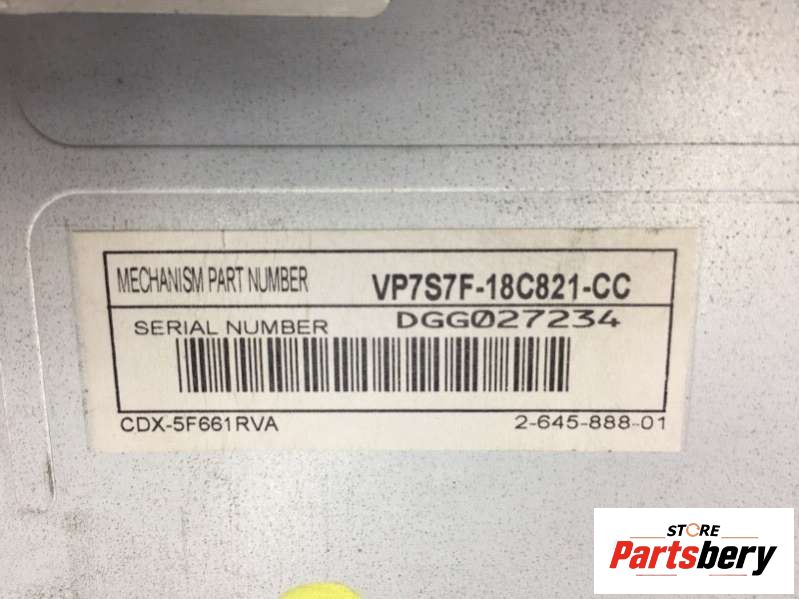 MECHANISM PART NUMBER VP7S7F-18C821-CC
SERIAL NUMBER DGG027234
CDX-5F661RVA 2-645-888-01
STORE
Partsbery